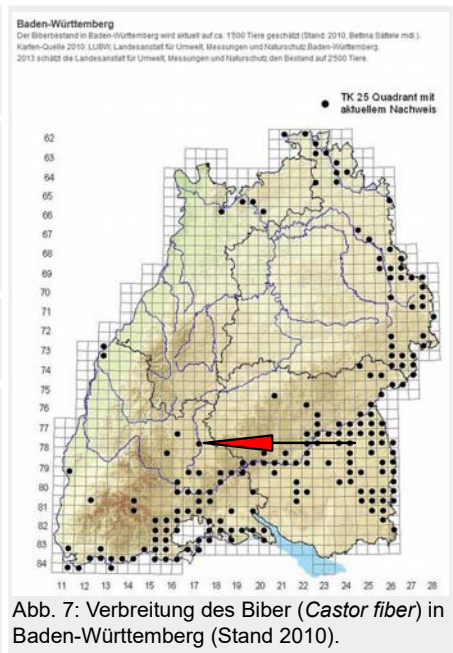 Baden-Württemberg
Der Biberbestand in Baden-Württemberg wird aktuell auf ca. 1'500 Tiere geschätzt (Stand: 2010, Bettina Sättele mdl.).
Karten-Quelle 2010: LUBW, Landesanstalt für Umwelt, Messungen und Naturschutz Baden-Württemberg.
2013 schätzt die Landesanstalt für Umwelt, Messungen und Naturschutz den Bestand auf 2'500 Tiere.
TK 25 Quadrant mit
aktuellem Nachweis
62
63
64
65
66
67
68
69
70
71
72
73
74
75
76
77
78
79
80
81
82
83
84
11 12 13 14 15 16 17 18 19 20 21 22 23 24 25 26 27 28
Abb. 7: Verbreitung des Biber (Castor fiber) in
Baden-Württemberg (Stand 2010).